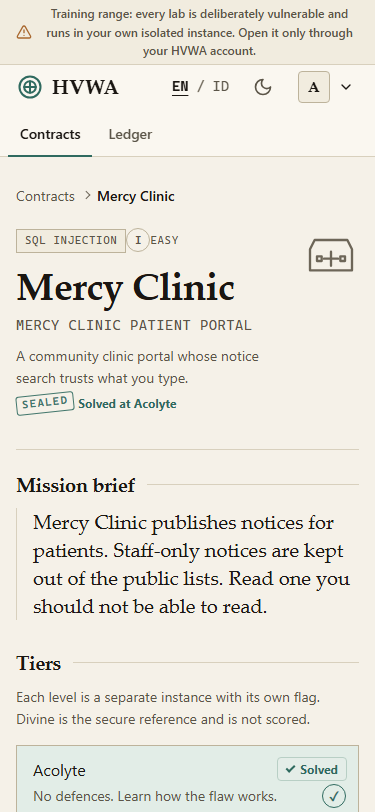 Training range: every lab is deliberately vulnerable and
runs in your own isolated instance. Open it only through
your HVWA account.
HVWA
EN / ID
A
Contracts
Ledger
Contracts > Mercy Clinic
SQL INJECTION
I
EASY
Mercy Clinic
MERCY CLINIC PATIENT PORTAL
A community clinic portal whose notice
search trusts what you type.
SEALED Solved at Acolyte
Mission brief
Mercy Clinic publishes notices for
patients. Staff-only notices are kept
out of the public lists. Read one you
should not be able to read.
Tiers
Each level is a separate instance with its own flag.
Divine is the secure reference and is not scored.
Acolyte
Solved
No defences. Learn how the flaw works.